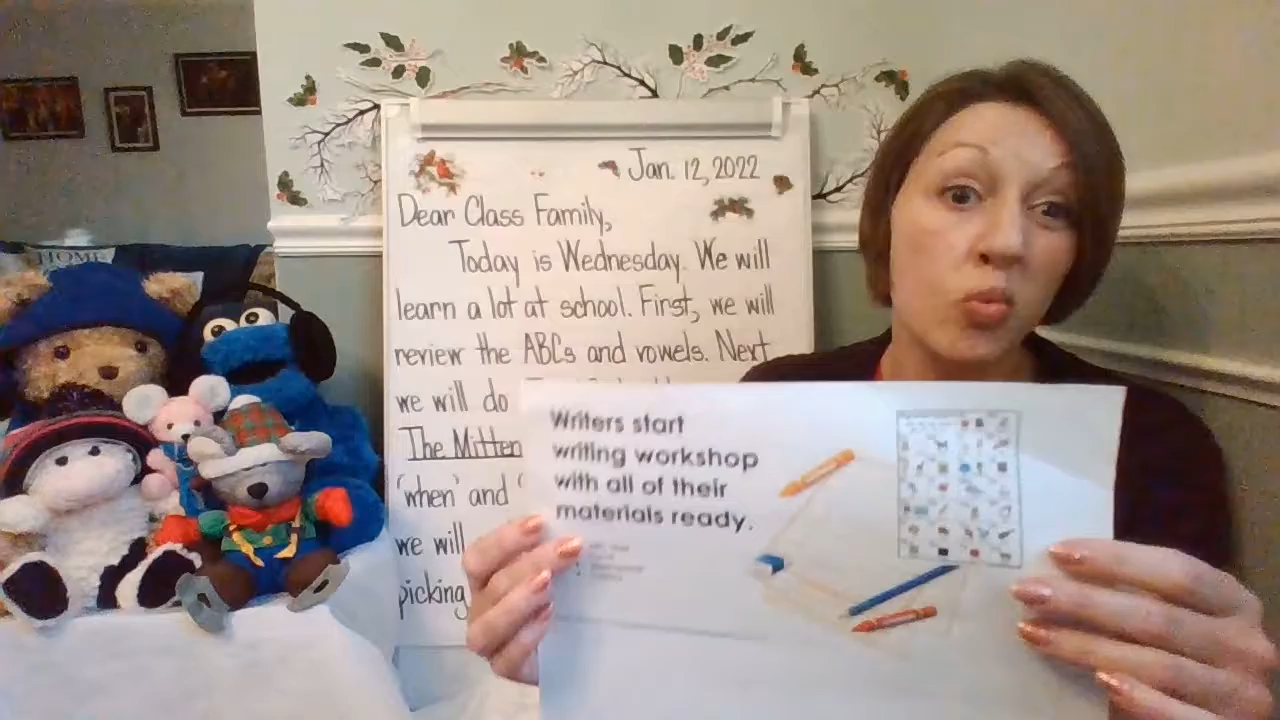 HOME
Jan. 12, 2022
Dear Class Family,
Today is Wednesday. We will
learn a lot at school. First, we will
review the ABCs and vowels. Next
we will do
The Mitten
'when' and '
we will
picking
Writers start
writing workshop
with all of their
materials ready.